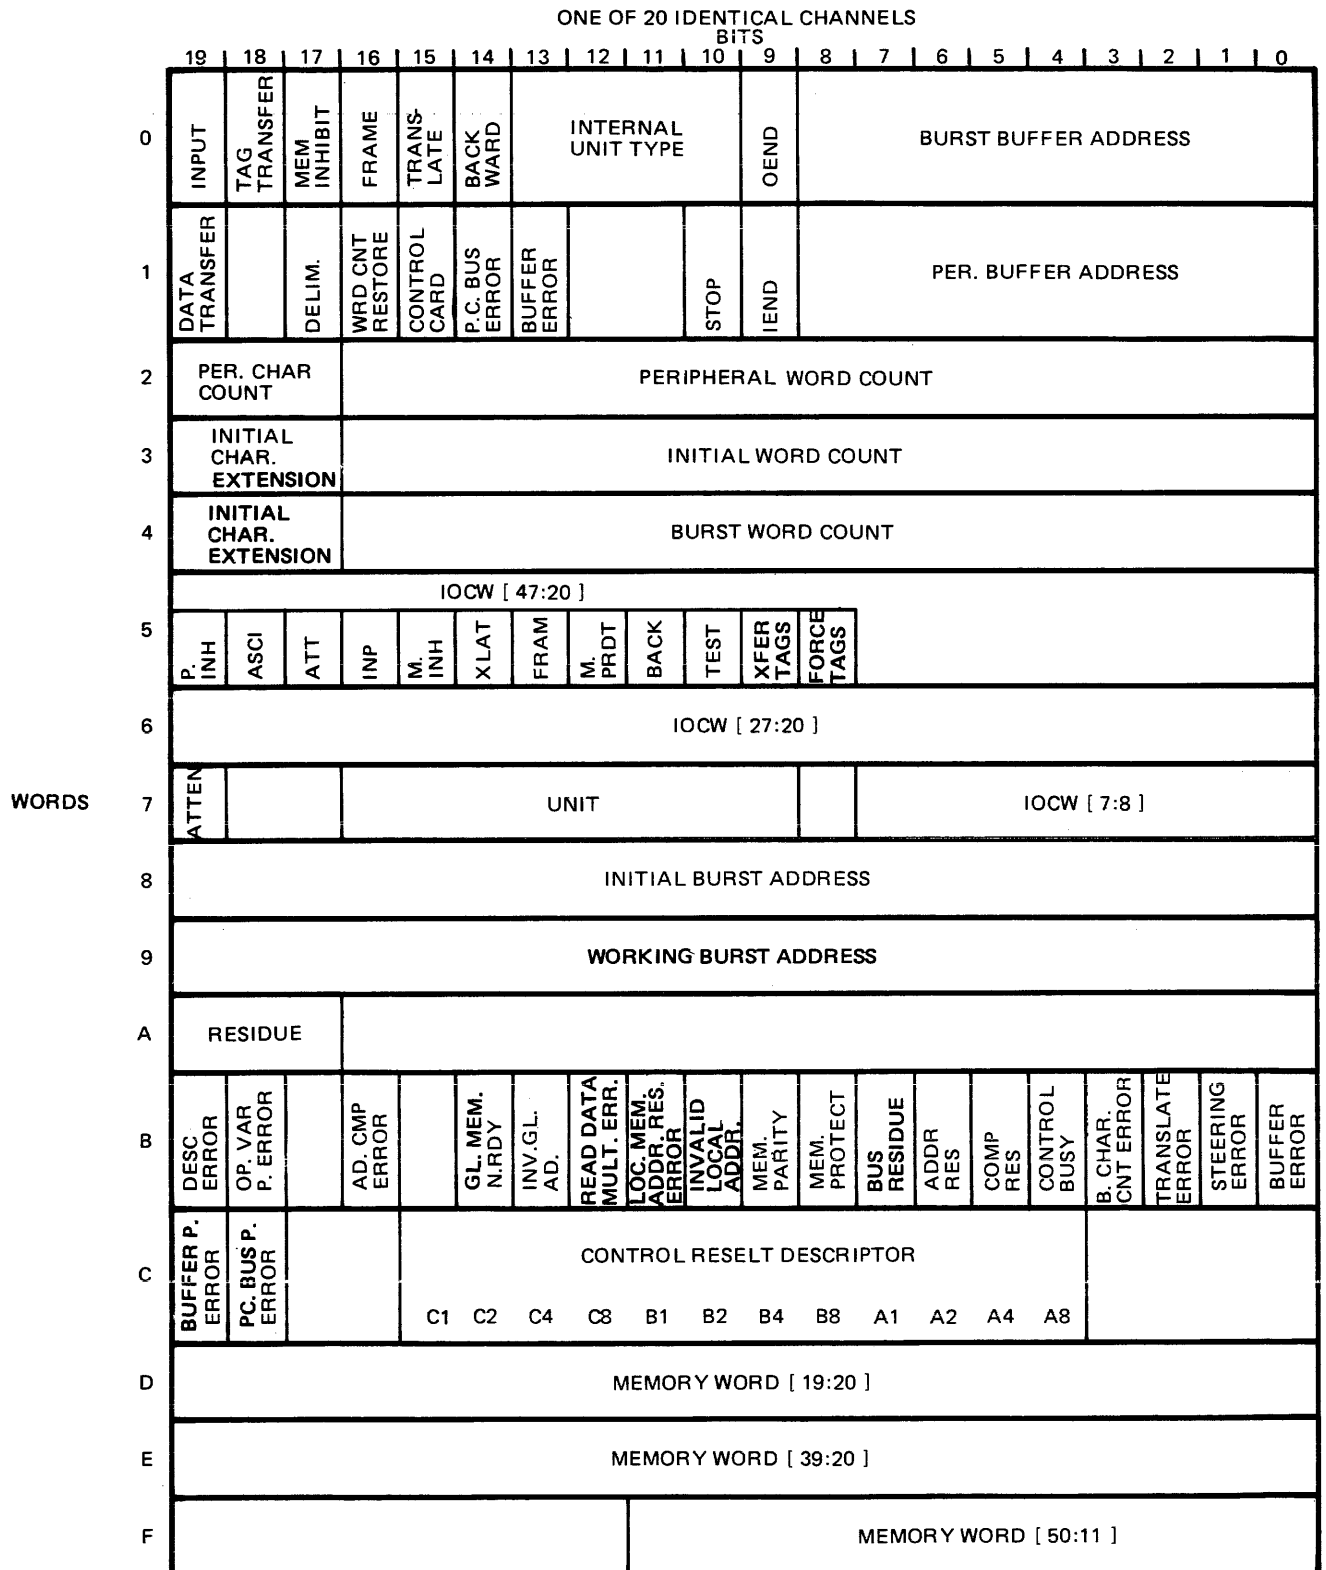 ONE OF 20 IDENTICAL CHANNELS
BITS
19 18 17 16 15 14 13 12 11 10 9 8 7 6 5 4 3 2 1 0
0
INPUT
TAG
TRANSFER
MEM
INHIBIT
FRAME
TRANS-
LATE
BACK
WARD
INTERNAL
UNIT TYPE
OEND
BURST BUFFER ADDRESS
1
DATA
TRANSFER
DELIM.
WRD CNT
RESTORE
CONTROL
CARD
P.C. BUS
ERROR
BUFFER
ERROR
STOP
IEND
PER. BUFFER ADDRESS
2
PER. CHAR
COUNT
PERIPHERAL WORD COUNT
3
INITIAL
CHAR.
EXTENSION
INITIAL WORD COUNT
4
INITIAL
CHAR.
EXTENSION
BURST WORD COUNT
IOCW [ 47:20 ]
5
P.
INH
ASCI
ATT
INP
M.
INH
XLAT
FRAM
M.
PRDT
BACK
TEST
XFER
TAGS
FORCE
TAGS
6
IOCW [ 27:20 ]
WORDS
7
ATTEN
UNIT
IOCW [ 7:8 ]
8
INITIAL BURST ADDRESS
9
WORKING BURST ADDRESS
A
RESIDUE
B
DESC
ERROR
OP. VAR
P. ERROR
AD. CMP
ERROR
GL. MEM.
N.RDY
INV.GL.
AD.
READ DATA
MULT. ERR.
LOC. MEM.
ADDR. RES.
ERROR
INVALID
LOCAL
ADDR.
MEM.
PARITY
MEM.
PROTECT
BUS
RESIDUE
ADDR
RES
COMP
RES
CONTROL
BUSY
B. CHAR.
CNT ERROR
TRANSLATE
ERROR
STEERING
ERROR
BUFFER
ERROR
C
BUFFER P.
ERROR
PC. BUS P.
ERROR
CONTROL RESELT DESCRIPTOR
C1 C2 C4 C8 B1 B2 B4 B8 A1 A2 A4 A8
D
MEMORY WORD [ 19:20 ]
E
MEMORY WORD [ 39:20 ]
F
MEMORY WORD [ 50:11 ]